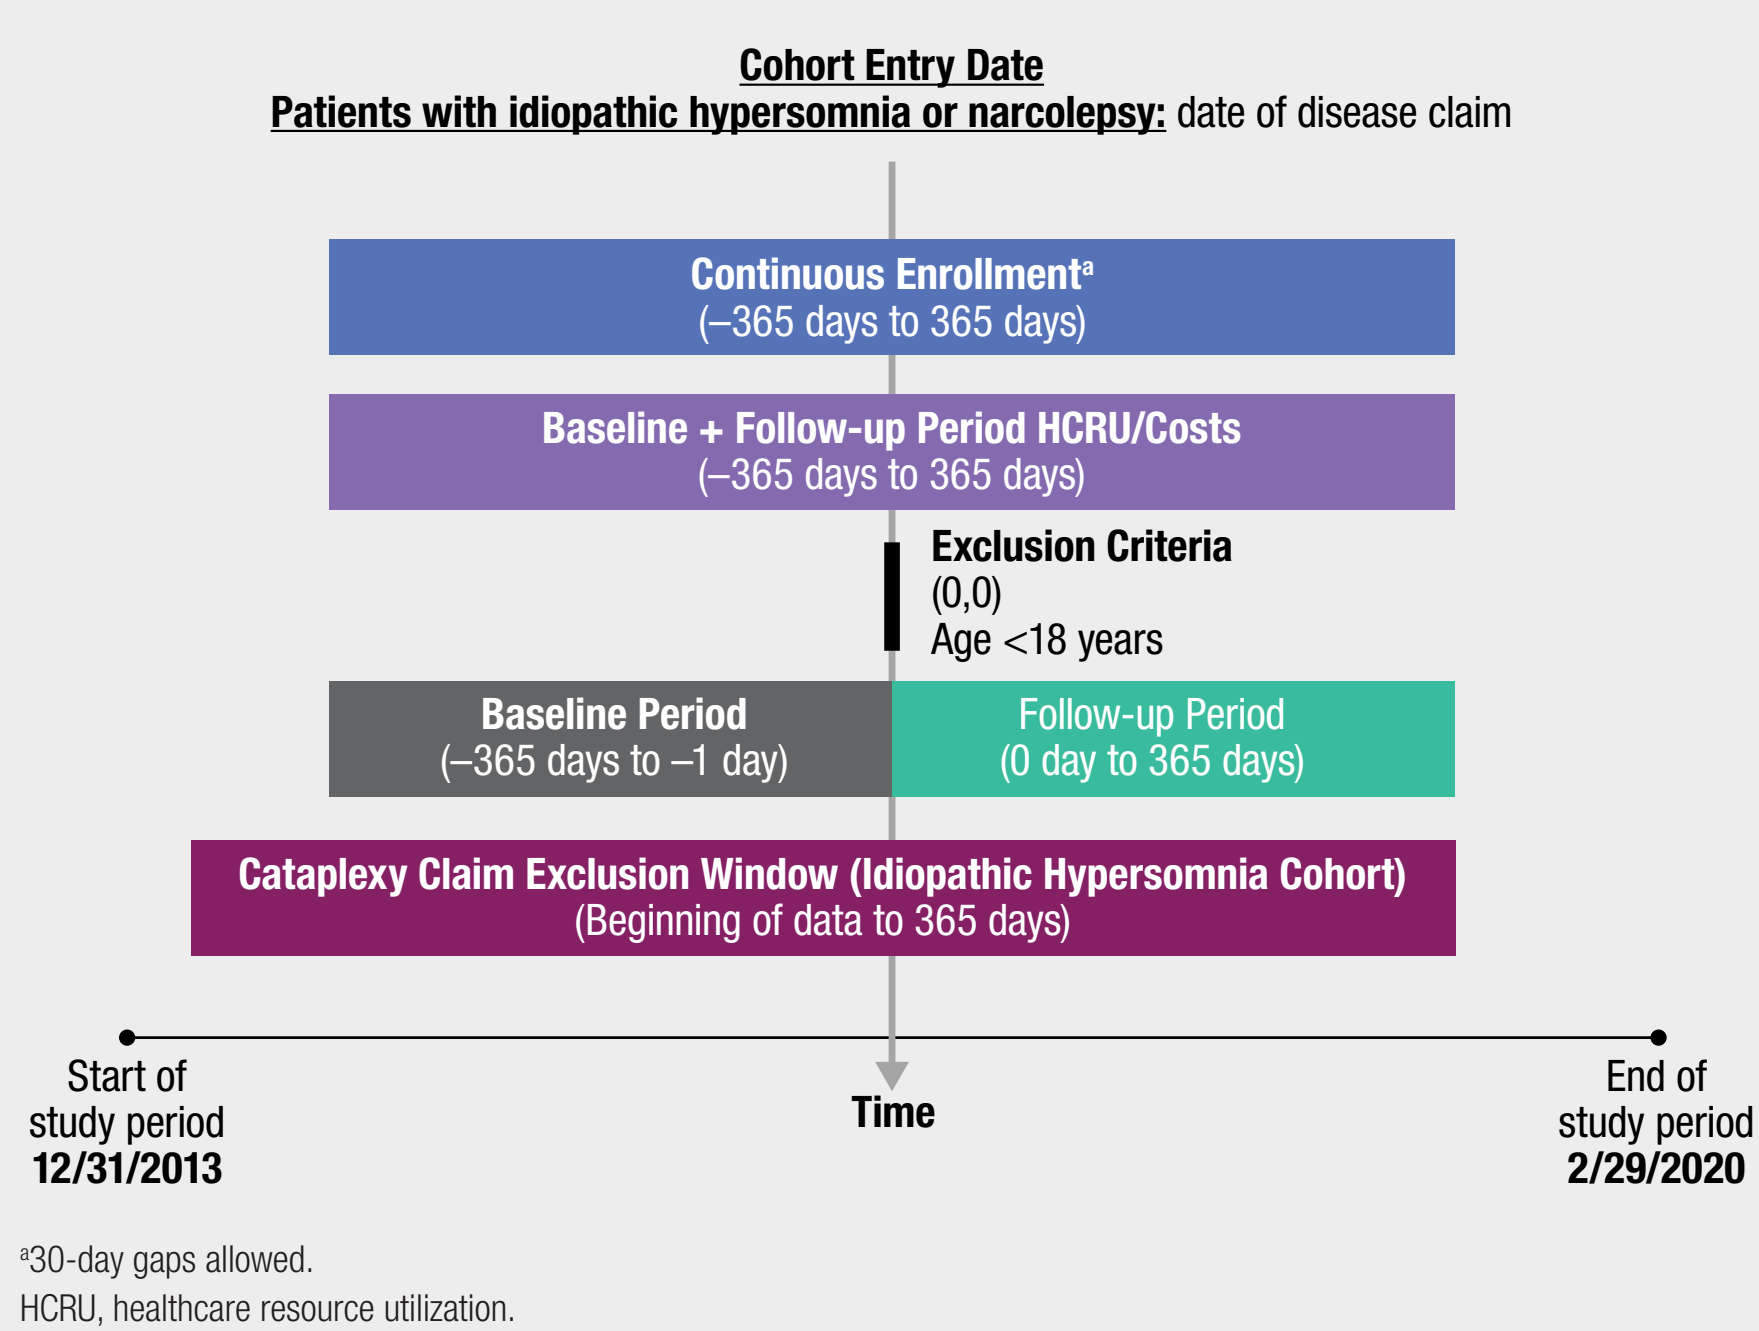 Cohort Entry Date
Patients with idiopathic hypersomnia or narcolepsy: date of disease claim
Continuous Enrollmentᵃ
(–365 days to 365 days)
Baseline + Follow-up Period HCRU/Costs
(–365 days to 365 days)
Exclusion Criteria
(0,0)
Age <18 years
Baseline Period
(–365 days to –1 day)
Follow-up Period
(0 day to 365 days)
Cataplexy Claim Exclusion Window (Idiopathic Hypersomnia Cohort)
(Beginning of data to 365 days)
Start of
study period
12/31/2013
Time
End of
study period
2/29/2020
ᵃ30-day gaps allowed.
HCRU, healthcare resource utilization.